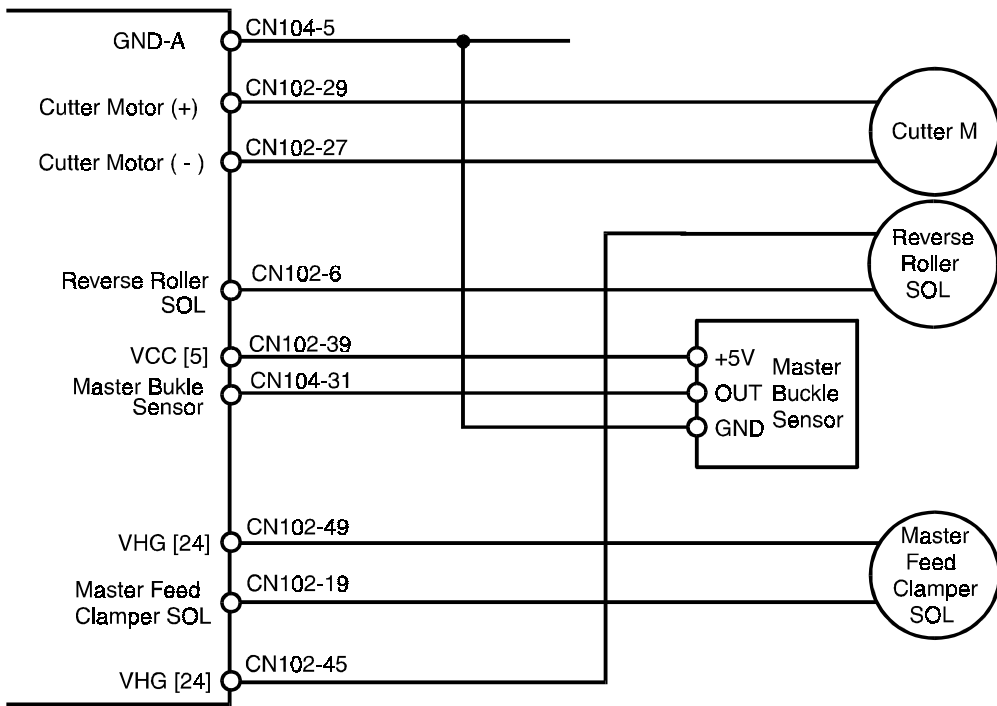 GND-A
CN104-5
Cutter Motor (+)
CN102-29
Cutter Motor ( - )
CN102-27
Cutter M
Reverse Roller
SOL
CN102-6
Reverse
Roller
SOL
VCC [5]
CN102-39
Master Bukle
Sensor
CN104-31
+5V
OUT
GND
Master
Buckle
Sensor
VHG [24]
CN102-49
Master Feed
Clamper SOL
CN102-19
Master
Feed
Clamper
SOL
VHG [24]
CN102-45